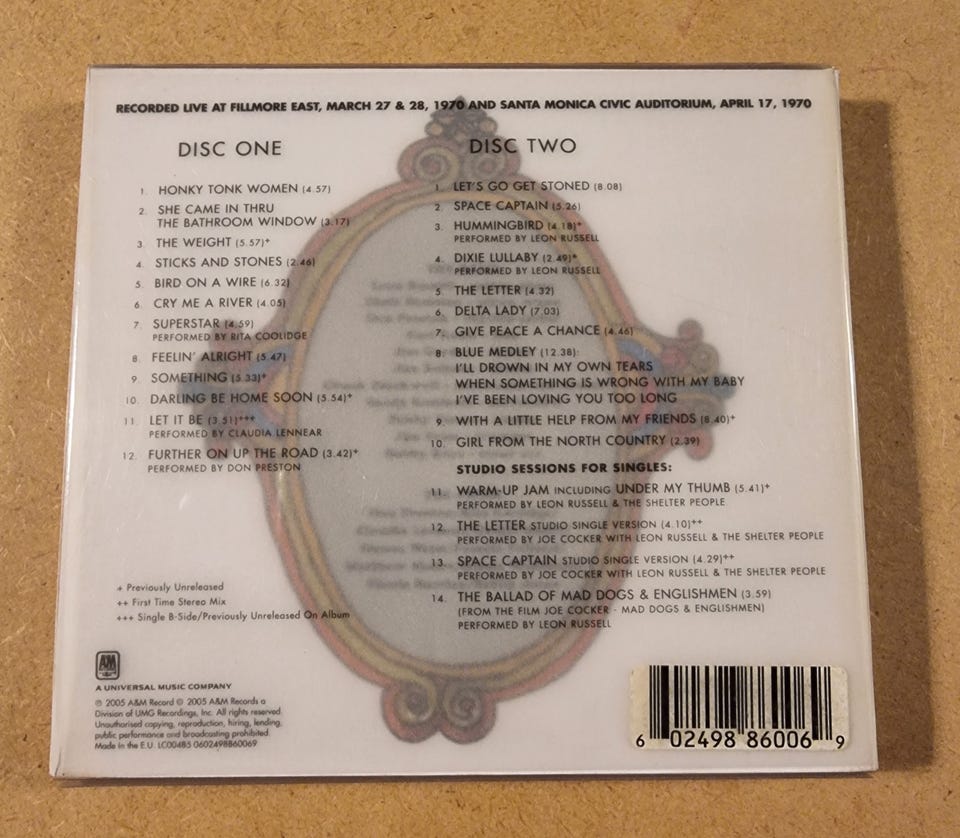 RECORDED LIVE AT FILLMORE EAST, MARCH 27 & 28, 1970 AND SANTA MONICA CIVIC AUDITORIUM, APRIL 17, 1970
DISC ONE
1. HONKY TONK WOMEN (4.57)
2. SHE CAME IN THRU
THE BATHROOM WINDOW (3.17)
3. THE WEIGHT (5.57)+
4. STICKS AND STONES (2.46)
5. BIRD ON A WIRE (6.32)
6. CRY ME A RIVER (4.05)
7. SUPERSTAR (4.59)
PERFORMED BY RITA COOLIDGE
8. FEELIN' ALRIGHT (5.47)
9. SOMETHING (5.33)+
10. DARLING BE HOME SOON (5.54)+
11. LET IT BE (3.51)+++
PERFORMED BY CLAUDIA LENNEAR
12. FURTHER ON UP THE ROAD (3.42)+
PERFORMED BY DON PRESTON
DISC TWO
1. LET'S GO GET STONED (8.08)
2. SPACE CAPTAIN (5.26)
3. HUMMINGBIRD (4.18)+
PERFORMED BY LEON RUSSELL
4. DIXIE LULLABY (2.49)+
PERFORMED BY LEON RUSSELL
5. THE LETTER (4.32)
6. DELTA LADY (7.03)
7. GIVE PEACE A CHANCE (4.46)
8. BLUE MEDLEY (12.38):
I'LL DROWN IN MY OWN TEARS
WHEN SOMETHING IS WRONG WITH MY BABY
I'VE BEEN LOVING YOU TOO LONG
9. WITH A LITTLE HELP FROM MY FRIENDS (8.40)+
10. GIRL FROM THE NORTH COUNTRY (2.39)
STUDIO SESSIONS FOR SINGLES:
11. WARM-UP JAM INCLUDING UNDER MY THUMB (5.41)+
PERFORMED BY LEON RUSSELL & THE SHELTER PEOPLE
12. THE LETTER STUDIO SINGLE VERSION (4.10)++
PERFORMED BY JOE COCKER WITH LEON RUSSELL & THE SHELTER PEOPLE
13. SPACE CAPTAIN STUDIO SINGLE VERSION (4.29)++
PERFORMED BY JOE COCKER WITH LEON RUSSELL & THE SHELTER PEOPLE
14. THE BALLAD OF MAD DOGS & ENGLISHMEN (3.59)
(FROM THE FILM JOE COCKER - MAD DOGS & ENGLISHMEN)
PERFORMED BY LEON RUSSELL
+ Previously Unreleased
++ First Time Stereo Mix
+++ Single B-Side/Previously Unreleased On Album
A&M
A UNIVERSAL MUSIC COMPANY
℗ 2005 A&M Record © 2005 A&M Records a
Division of UMG Recordings, Inc. All rights reserved.
Unauthorised copying, reproduction, hiring, lending,
public performance and broadcasting prohibited.
Made in the E.U. LC00485 0602498860069
6 02498 86006 9